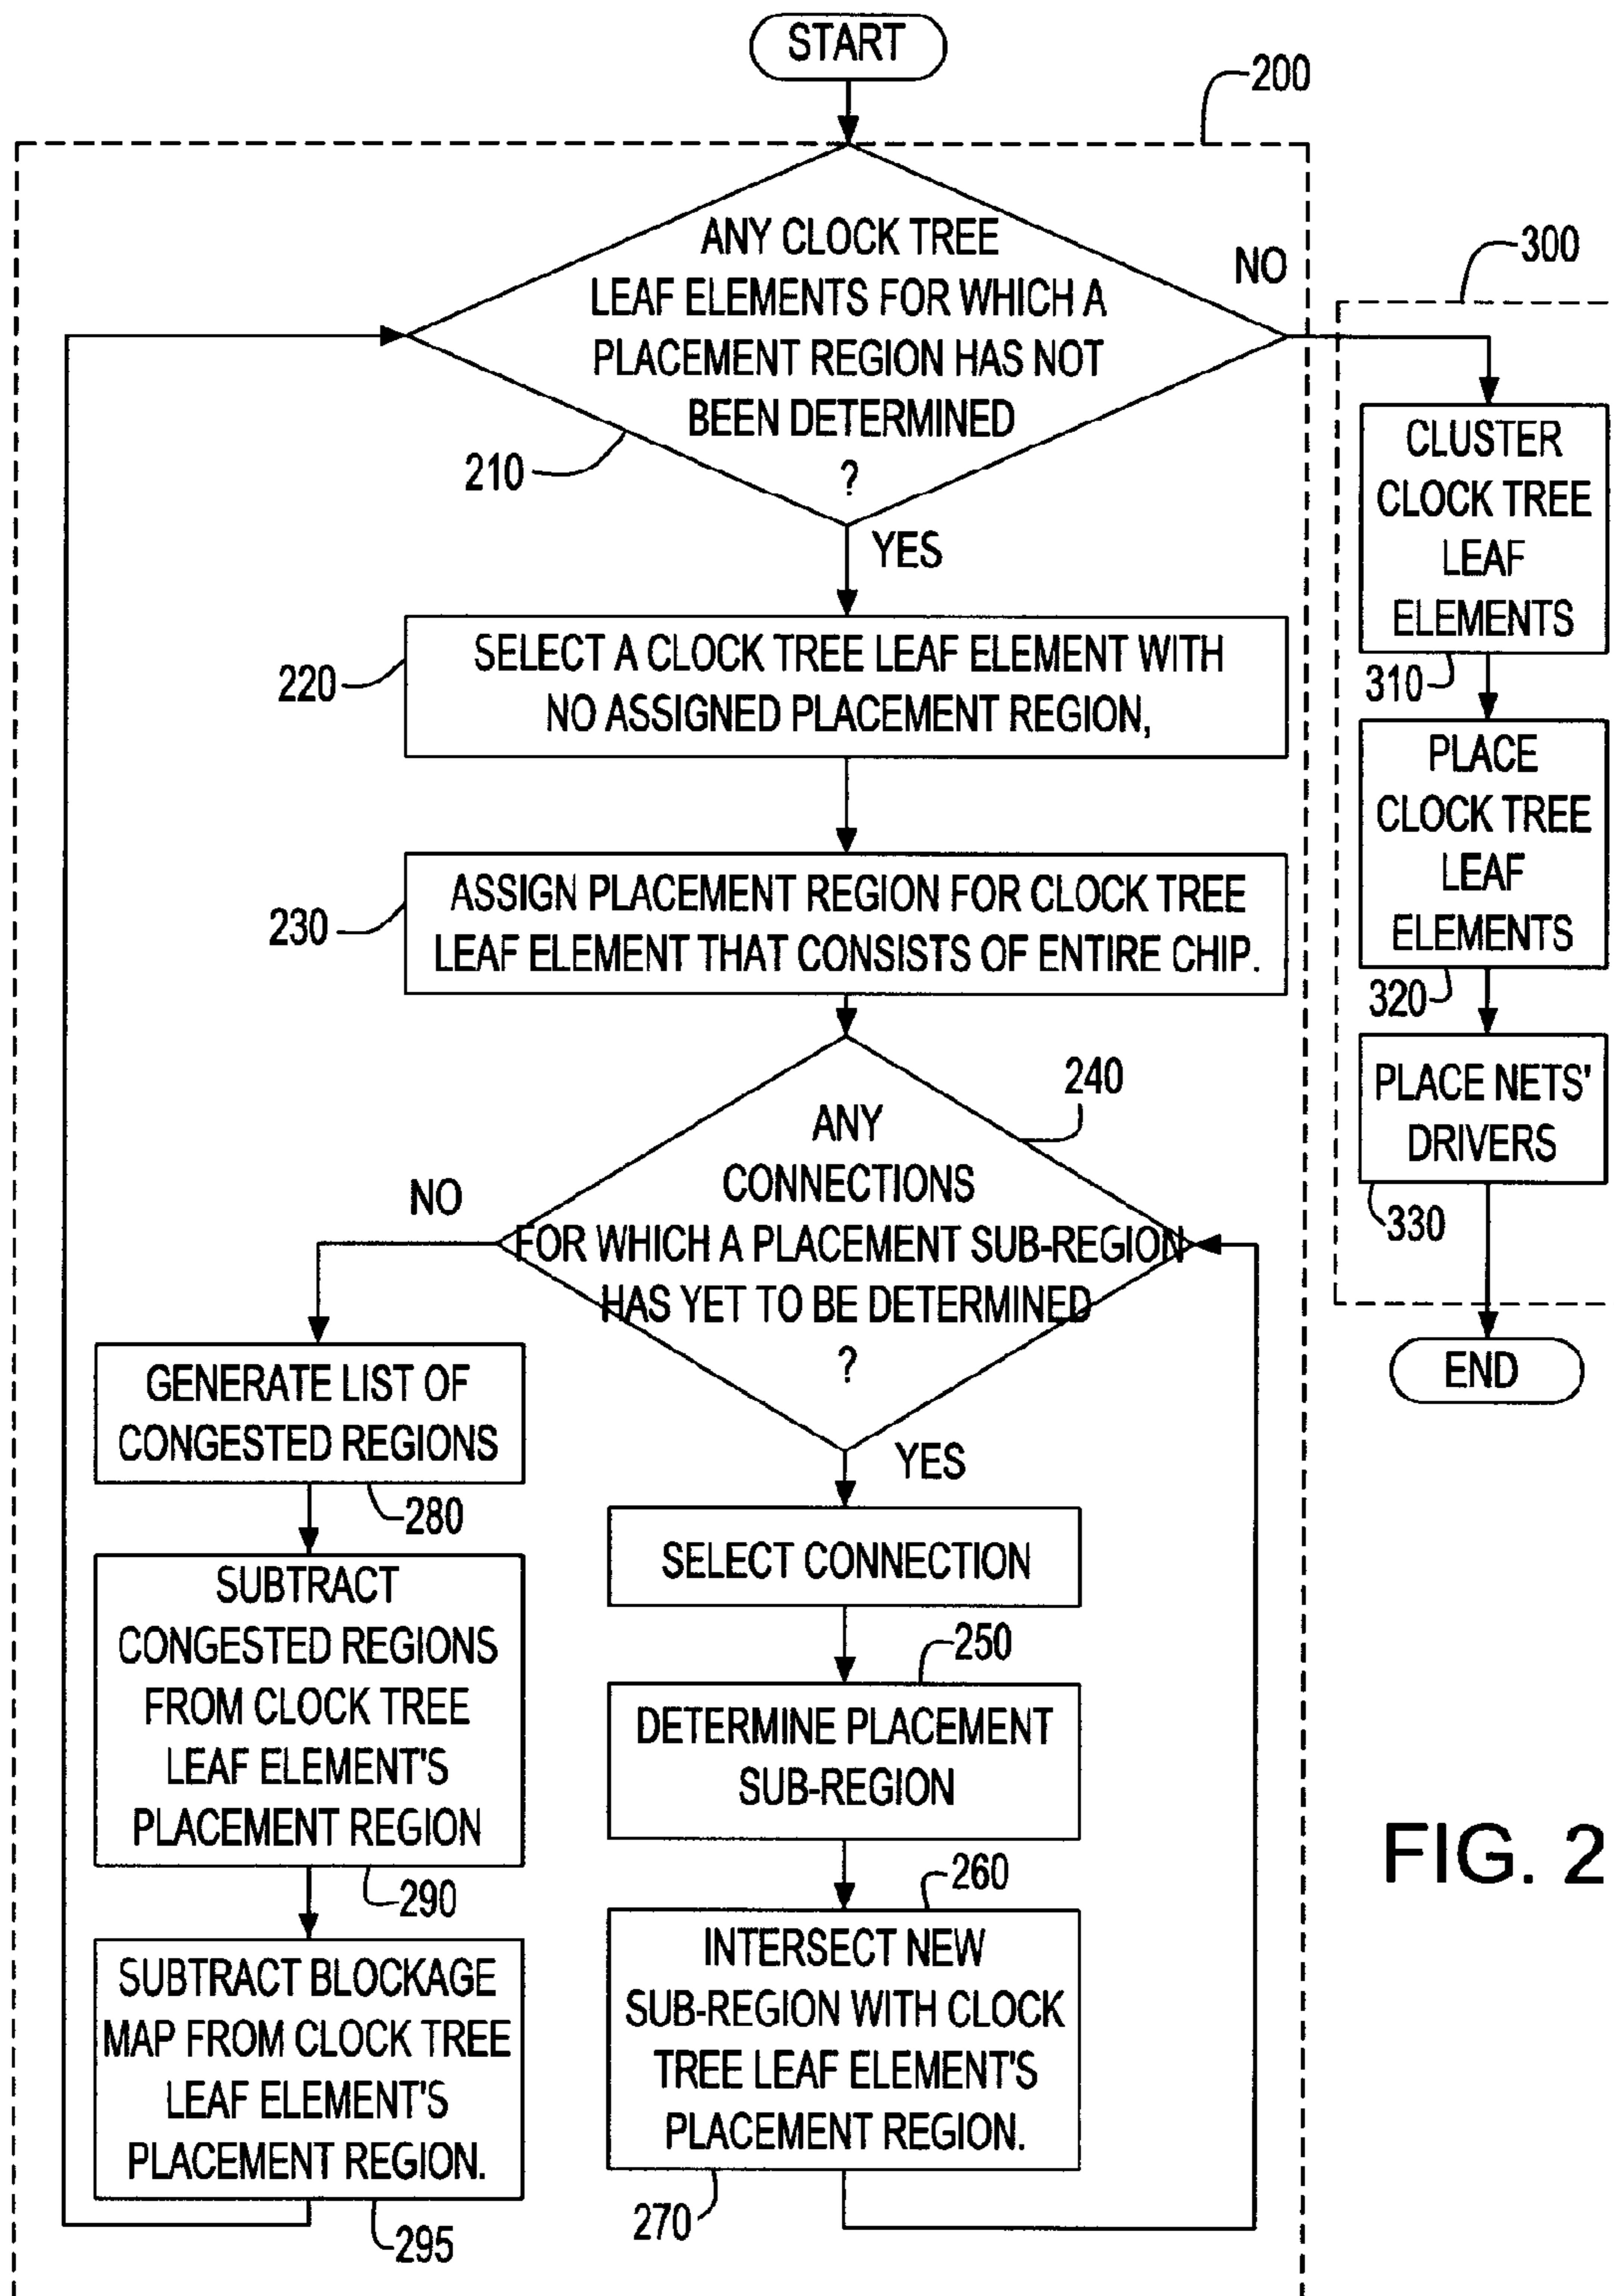 START
200
ANY CLOCK TREE
LEAF ELEMENTS FOR WHICH A
PLACEMENT REGION HAS NOT
BEEN DETERMINED
?
NO
210
YES
220
SELECT A CLOCK TREE LEAF ELEMENT WITH
NO ASSIGNED PLACEMENT REGION,
230
ASSIGN PLACEMENT REGION FOR CLOCK TREE
LEAF ELEMENT THAT CONSISTS OF ENTIRE CHIP.
240
ANY
CONNECTIONS
FOR WHICH A PLACEMENT SUB-REGION
HAS YET TO BE DETERMINED
?
NO
YES
GENERATE LIST OF
CONGESTED REGIONS
280
SUBTRACT
CONGESTED REGIONS
FROM CLOCK TREE
LEAF ELEMENT'S
PLACEMENT REGION
290
SUBTRACT BLOCKAGE
MAP FROM CLOCK TREE
LEAF ELEMENT'S
PLACEMENT REGION.
295
SELECT CONNECTION
250
DETERMINE PLACEMENT
SUB-REGION
260
INTERSECT NEW
SUB-REGION WITH CLOCK
TREE LEAF ELEMENT'S
PLACEMENT REGION.
270
300
CLUSTER
CLOCK TREE
LEAF
ELEMENTS
310
PLACE
CLOCK TREE
LEAF
ELEMENTS
320
PLACE NETS'
DRIVERS
330
END
FIG. 2